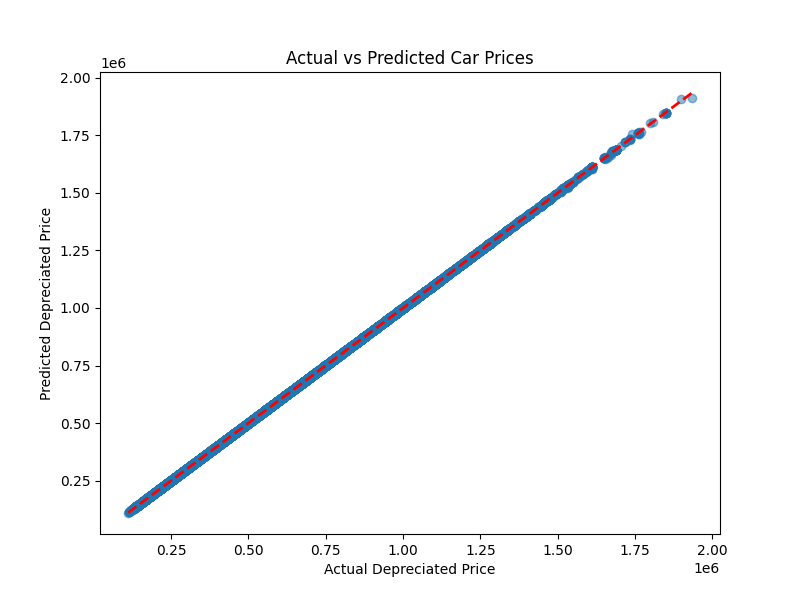 Actual vs Predicted Car Prices
1e6
2.00
1.75
1.50
1.25
1.00
0.75
0.50
0.25
Predicted Depreciated Price
0.25 0.50 0.75 1.00 1.25 1.50 1.75 2.00
1e6
Actual Depreciated Price